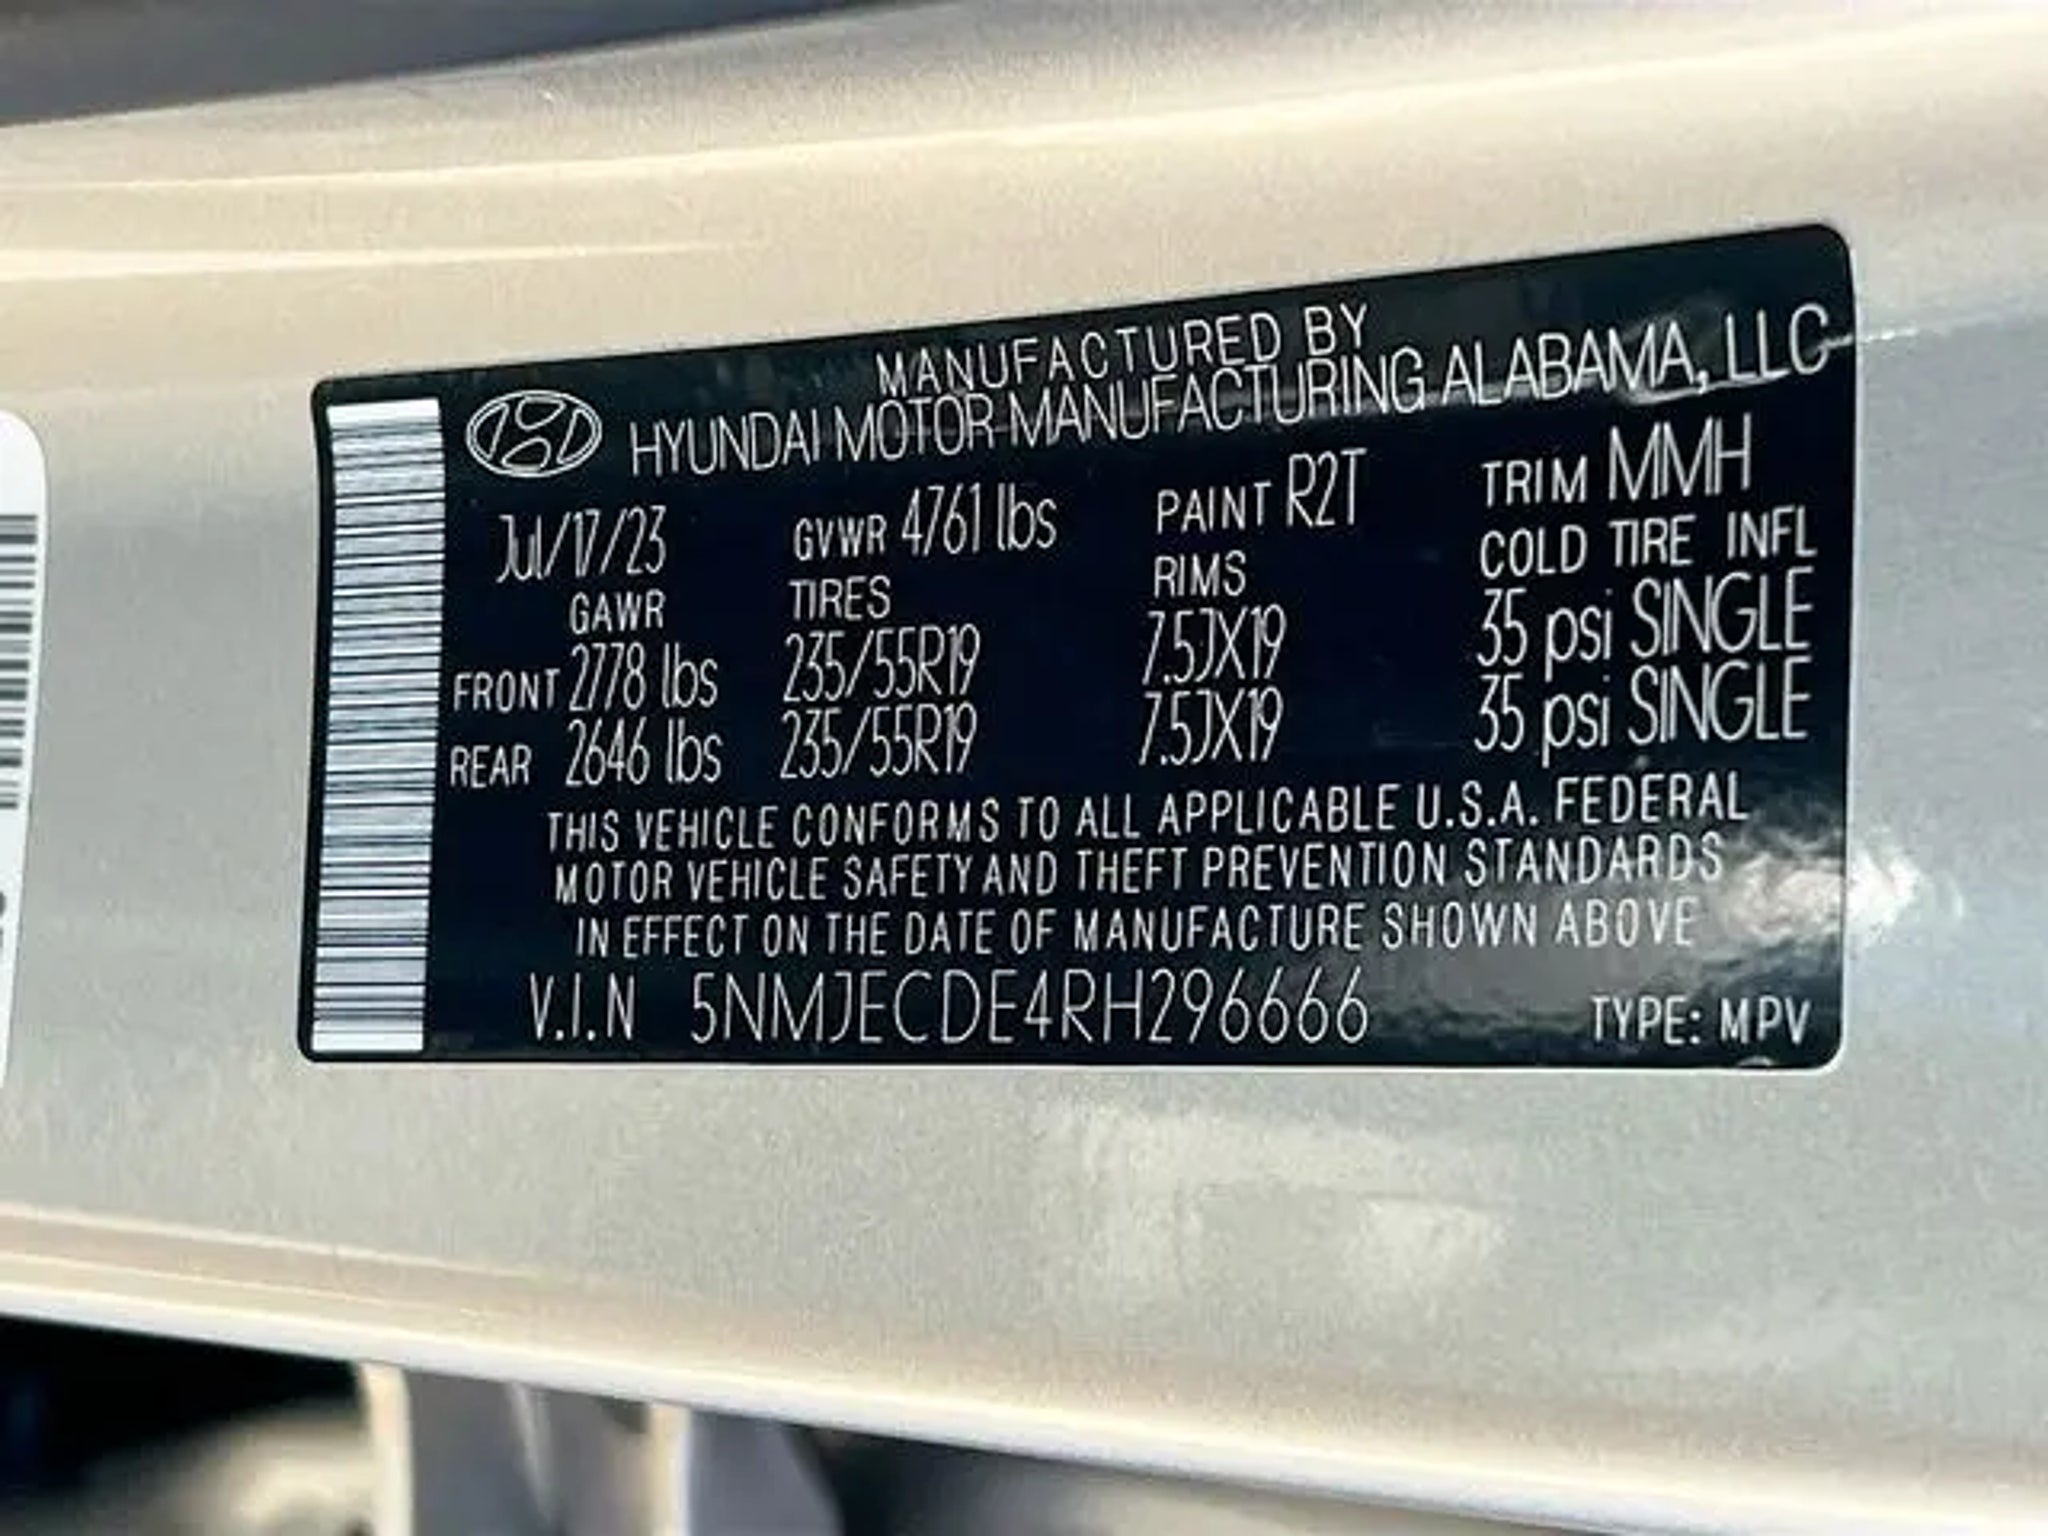 MANUFACTURED BY
HYUNDAI MOTOR MANUFACTURING ALABAMA, LLC
Jul/17/23 GVWR 4761 lbs PAINT R2T TRIM MMH
GAWR TIRES RIMS COLD TIRE INFL
FRONT 2778 lbs 235/55R19 7.5JX19 35 psi SINGLE
REAR 2646 lbs 235/55R19 7.5JX19 35 psi SINGLE
THIS VEHICLE CONFORMS TO ALL APPLICABLE U.S.A. FEDERAL
MOTOR VEHICLE SAFETY AND THEFT PREVENTION STANDARDS
IN EFFECT ON THE DATE OF MANUFACTURE SHOWN ABOVE
V.I.N 5NMJECDE4RH296666 TYPE: MPV